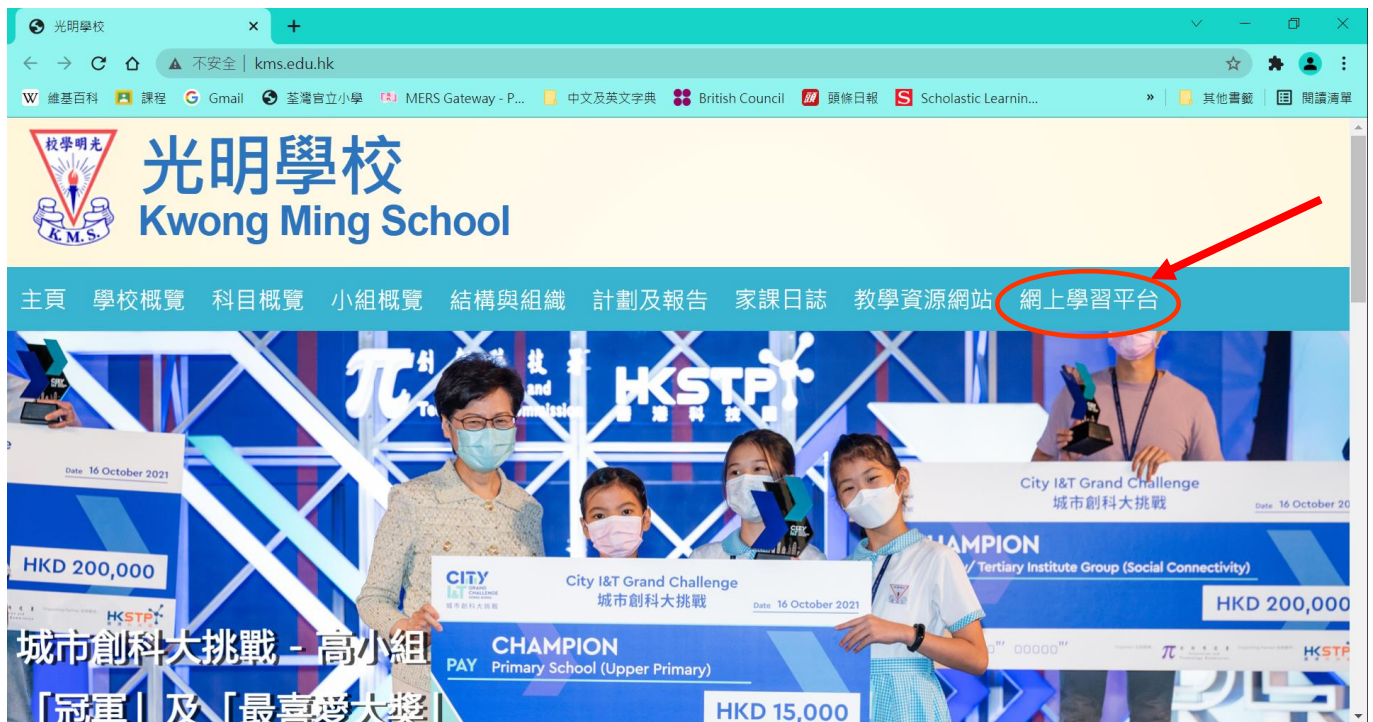 光明學校
不安全 | kms.edu.hk
維基百科 課程 Gmail 荃灣官立小學 MERS Gateway - P... 中文及英文字典 British Council 頭條日報 Scholastic Learnin... » 其他書籤 閱讀清單
校學明光
K.M.S.
光明學校
Kwong Ming School
主頁 學校概覽 科目概覽 小組概覽 結構與組織 計劃及報告 家課日誌 教學資源網站 網上學習平台
HKSTP
香港科技園
Date 16 October 2021
HKD 200,000
HKSTP
City I&T Grand Challenge
城市創科大挑戰
Date 16 October 20
CHAMPION
Tertiary Institute Group (Social Connectivity)
HKD 200,000
HKSTP
CITY
I&T GRAND CHALLENGE
城市創科大挑戰
City I&T Grand Challenge
城市創科大挑戰
Date 16 October 2021
CHAMPION
PAY Primary School (Upper Primary)
HKD 15,000
城市創科大挑戰 - 高小組
「冠軍」及「最喜愛大獎」